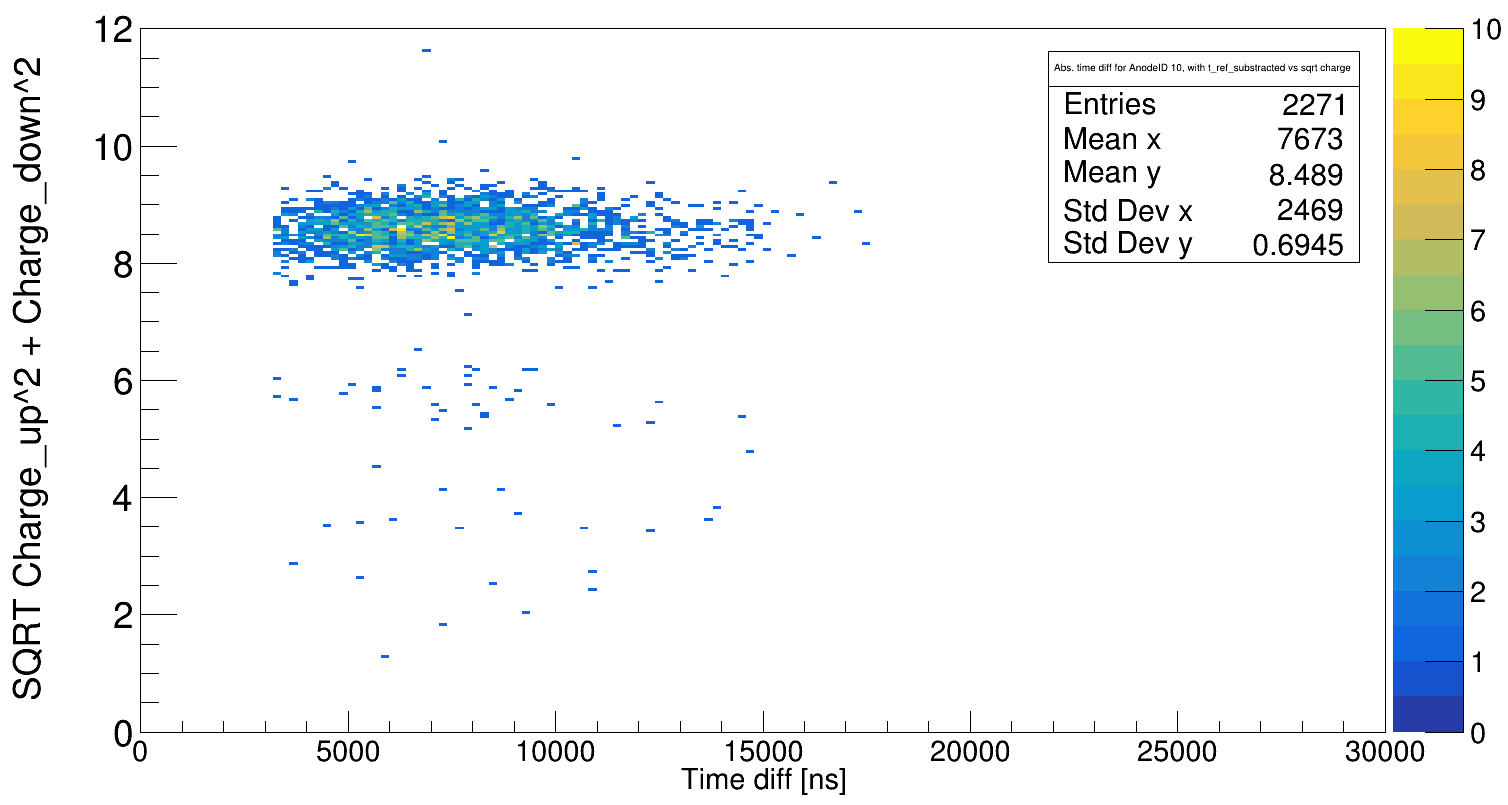 SQRT Charge_up^2 + Charge_down^2
12
10
8
6
4
2
0
0 5000 10000 15000 20000 25000 30000
Time diff [ns]
Abs. time diff for AnodeID 10, with t_ref_substracted vs sqrt charge
Entries 2271
Mean x 7673
Mean y 8.489
Std Dev x 2469
Std Dev y 0.6945
10
9
8
7
6
5
4
3
2
1
0